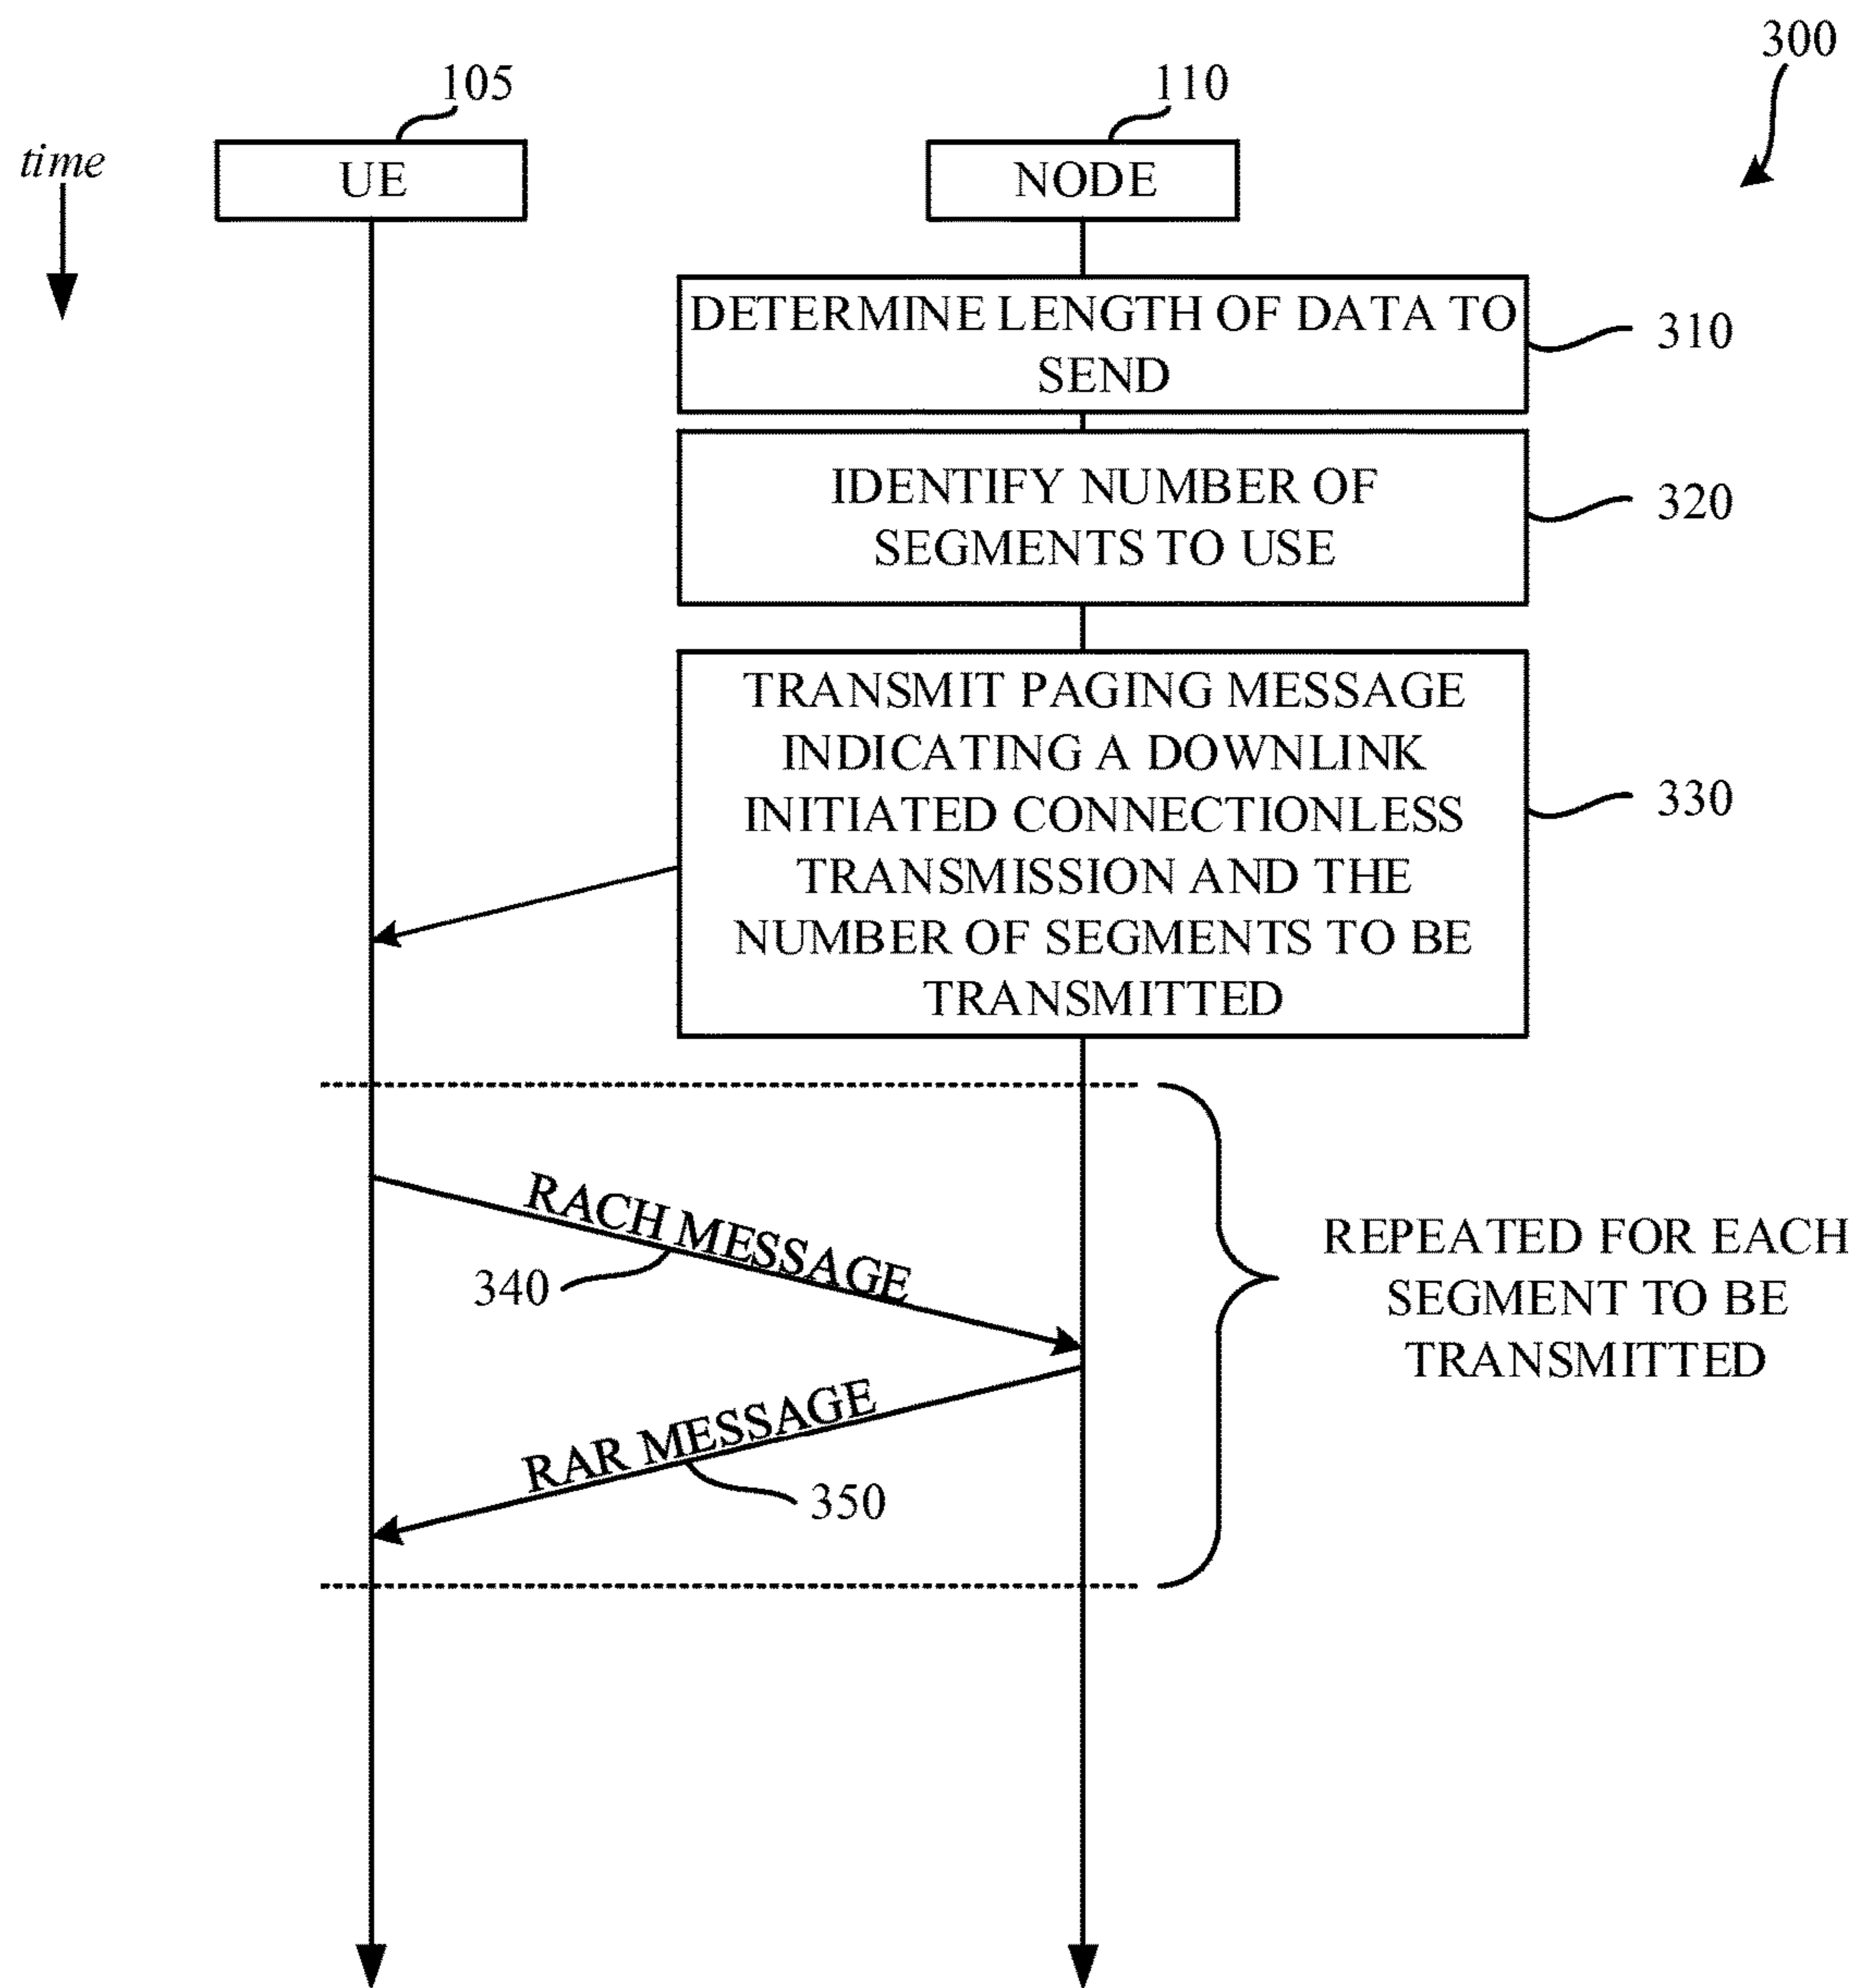 300
105
110
time
UE
NODE
DETERMINE LENGTH OF DATA TO
SEND
310
IDENTIFY NUMBER OF
SEGMENTS TO USE
320
TRANSMIT PAGING MESSAGE
INDICATING A DOWNLINK
INITIATED CONNECTIONLESS
TRANSMISSION AND THE
NUMBER OF SEGMENTS TO BE
TRANSMITTED
330
RACH MESSAGE
340
REPEATED FOR EACH
SEGMENT TO BE
TRANSMITTED
RAR MESSAGE
350